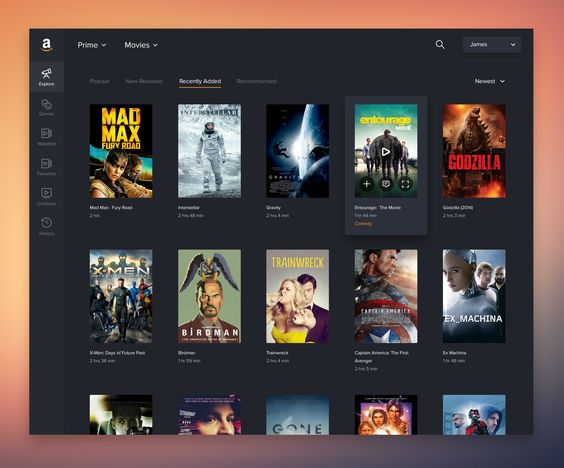 a
Prime
Movies
James
Explore
Popular
New Releases
Recently Added
Recommended
Newest
Genres
Watchlist
Favorites
Continue
History
MAD
MAX
FURY ROAD
INTERSTELLAR
GRAVITY
entourage
MOVIE
GODZILLA
Mad Max: Fury Road
2 hrs
Interstellar
2 hrs 48 min
Gravity
2 hrs 4 min
Entourage: The Movie
1 hr 44 min
Comedy
Godzilla (2014)
2 hrs 3 min
X-MEN
BIRDMAN
TRAINWRECK
CAPTAIN AMERICA
EX_MACHINA
X-Men: Days of Future Past
2 hrs 38 min
Birdman
1 hr 59 min
Trainwreck
2 hrs 4 min
Captain America: The First
Avenger
2 hrs 5 min
Ex Machina
1 hr 48 min
GONE